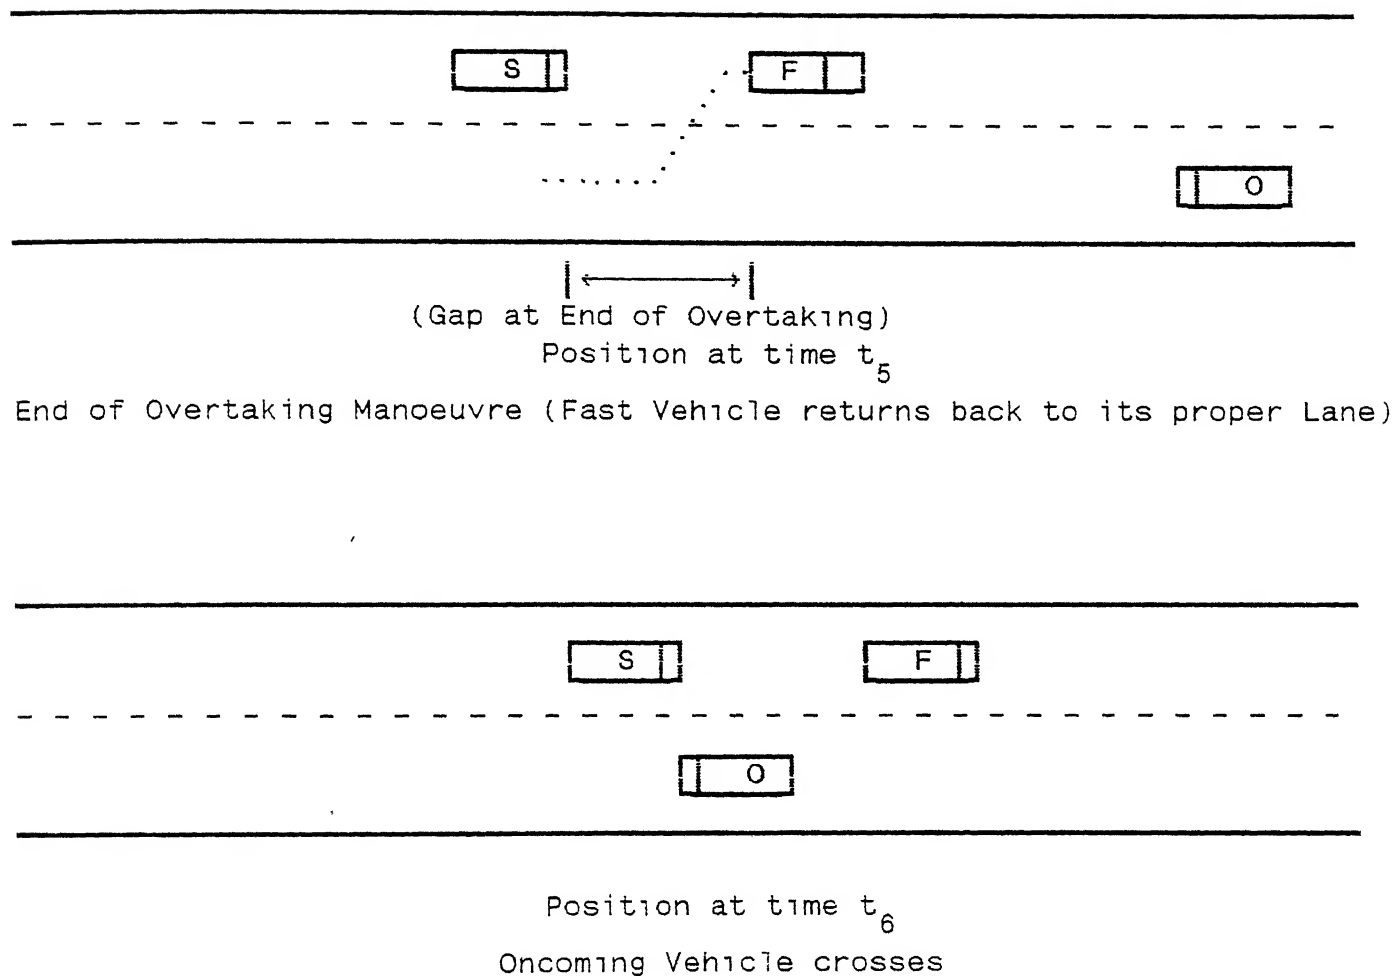 S F
O
(Gap at End of Overtaking)
Position at time t5
End of Overtaking Manoeuvre (Fast Vehicle returns back to its proper Lane)
S F
O
Position at time t6
Oncoming Vehicle crosses